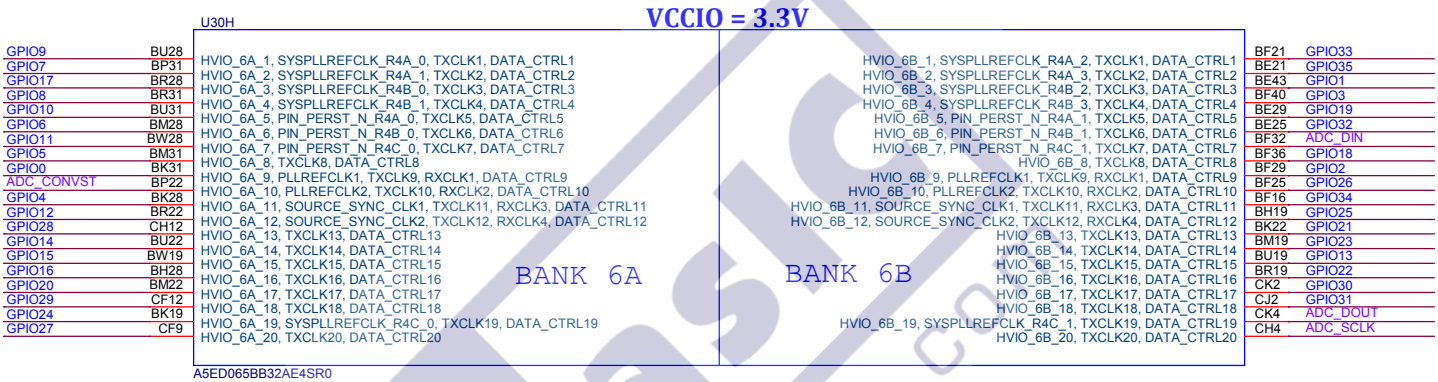 VCCIO = 3.3V
U30H
GPIO9 BU28 HVIO_6A_1, SYSPLLREFCLK_R4A_0, TXCLK1, DATA_CTRL1 HVIO_6B_1, SYSPLLREFCLK_R4A_2, TXCLK1, DATA_CTRL1 BF21 GPIO33
GPIO7 BP31 HVIO_6A_2, SYSPLLREFCLK_R4A_1, TXCLK2, DATA_CTRL2 HVIO_6B_2, SYSPLLREFCLK_R4A_3, TXCLK2, DATA_CTRL2 BE21 GPIO35
GPIO17 BR28 HVIO_6A_3, SYSPLLREFCLK_R4B_0, TXCLK3, DATA_CTRL3 HVIO_6B_3, SYSPLLREFCLK_R4B_2, TXCLK3, DATA_CTRL3 BE43 GPIO1
GPIO8 BR31 HVIO_6A_4, SYSPLLREFCLK_R4B_1, TXCLK4, DATA_CTRL4 HVIO_6B_4, SYSPLLREFCLK_R4B_3, TXCLK4, DATA_CTRL4 BF40 GPIO3
GPIO10 BU31 HVIO_6A_5, PIN_PERST_N_R4A_0, TXCLK5, DATA_CTRL5 HVIO_6B_5, PIN_PERST_N_R4A_1, TXCLK5, DATA_CTRL5 BE29 GPIO19
GPIO6 BM28 HVIO_6A_6, PIN_PERST_N_R4B_0, TXCLK6, DATA_CTRL6 HVIO_6B_6, PIN_PERST_N_R4B_1, TXCLK6, DATA_CTRL6 BE25 GPIO32
GPIO11 BW28 HVIO_6A_7, PIN_PERST_N_R4C_0, TXCLK7, DATA_CTRL7 HVIO_6B_7, PIN_PERST_N_R4C_1, TXCLK7, DATA_CTRL7 BF32 ADC_DIN
GPIO5 BM31 HVIO_6A_8, TXCLK8, DATA_CTRL8 HVIO_6B_8, TXCLK8, DATA_CTRL8 BF36 GPIO18
GPIO0 BK31 HVIO_6A_9, PLLREFCLK1, TXCLK9, RXCLK1, DATA_CTRL9 HVIO_6B_9, PLLREFCLK1, TXCLK9, RXCLK1, DATA_CTRL9 BF29 GPIO2
ADC_CONVST BP22 HVIO_6A_10, PLLREFCLK2, TXCLK10, RXCLK2, DATA_CTRL10 HVIO_6B_10, PLLREFCLK2, TXCLK10, RXCLK2, DATA_CTRL10 BF25 GPIO26
GPIO4 BK28 HVIO_6A_11, SOURCE_SYNC_CLK1, TXCLK11, RXCLK3, DATA_CTRL11 HVIO_6B_11, SOURCE_SYNC_CLK1, TXCLK11, RXCLK3, DATA_CTRL11 BF16 GPIO34
GPIO12 BR22 HVIO_6A_12, SOURCE_SYNC_CLK2, TXCLK12, RXCLK4, DATA_CTRL12 HVIO_6B_12, SOURCE_SYNC_CLK2, TXCLK12, RXCLK4, DATA_CTRL12 BH19 GPIO25
GPIO28 CH12 HVIO_6A_13, TXCLK13, DATA_CTRL13 HVIO_6B_13, TXCLK13, DATA_CTRL13 BK22 GPIO21
GPIO14 BU22 HVIO_6A_14, TXCLK14, DATA_CTRL14 HVIO_6B_14, TXCLK14, DATA_CTRL14 BM19 GPIO23
GPIO15 BW19 HVIO_6A_15, TXCLK15, DATA_CTRL15 HVIO_6B_15, TXCLK15, DATA_CTRL15 BU19 GPIO13
GPIO16 BH28 HVIO_6A_16, TXCLK16, DATA_CTRL16 HVIO_6B_16, TXCLK16, DATA_CTRL16 BR19 GPIO22
GPIO20 BM22 HVIO_6A_17, TXCLK17, DATA_CTRL17 HVIO_6B_17, TXCLK17, DATA_CTRL17 CK2 GPIO30
GPIO29 CF12 HVIO_6A_18, TXCLK18, DATA_CTRL18 HVIO_6B_18, TXCLK18, DATA_CTRL18 CJ2 GPIO31
GPIO24 BK19 HVIO_6A_19, SYSPLLREFCLK_R4C_0, TXCLK19, DATA_CTRL19 HVIO_6B_19, SYSPLLREFCLK_R4C_1, TXCLK19, DATA_CTRL19 CK4 ADC_DOUT
GPIO27 CF9 HVIO_6A_20, TXCLK20, DATA_CTRL20 HVIO_6B_20, TXCLK20, DATA_CTRL20 CH4 ADC_SCLK
BANK 6A BANK 6B
A5ED065BB32AE4SR0
asic
com